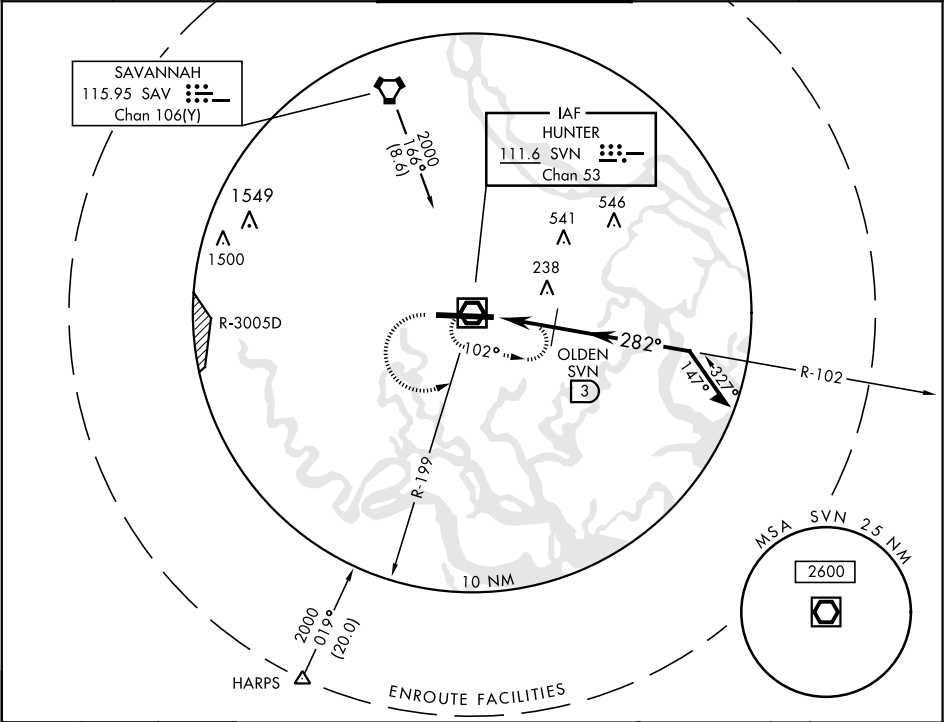 SAVANNAH
115.95 SAV
Chan 106(Y)
2000
166°
(8.6)
IAF
HUNTER
111.6 SVN
Chan 53
1549
1500
546
541
238
R-3005D
102°
282°
OLDEN
SVN
3
147°
327°
R-102
R-199
10 NM
2000
019°
(20.0)
HARPS
ENROUTE FACILITIES
MSA SVN 25 NM
2600